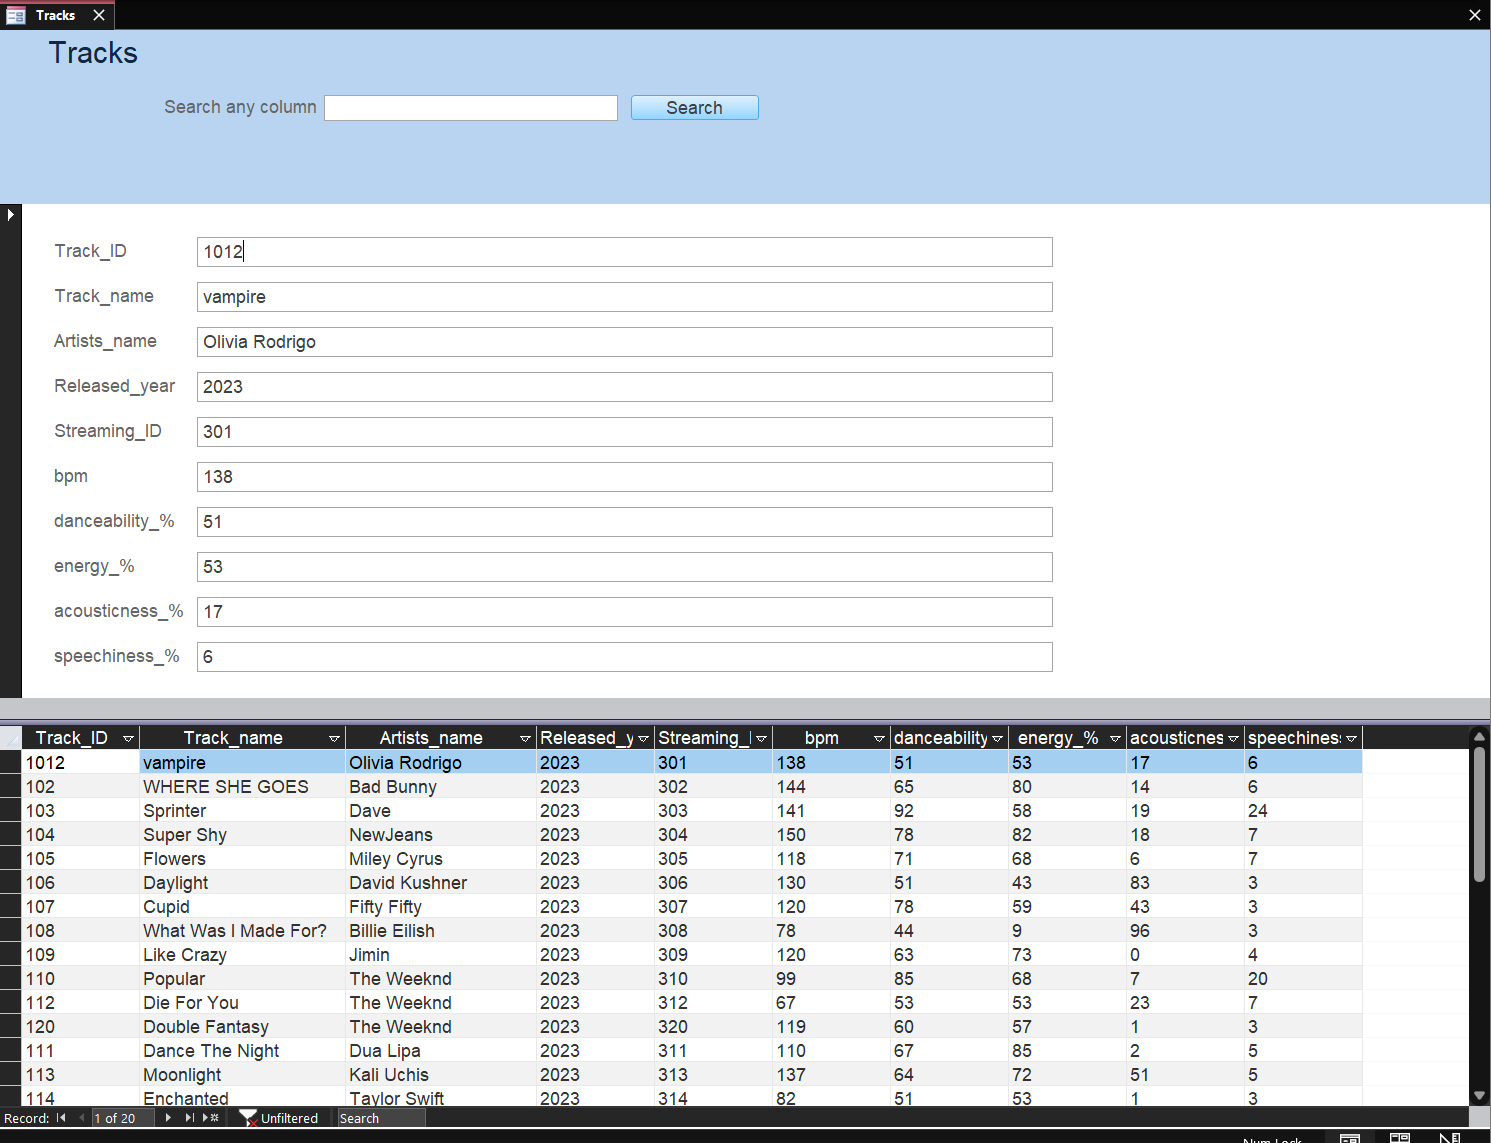 Tracks
Tracks
Search any column Search
Track_ID 1012
Track_name vampire
Artists_name Olivia Rodrigo
Released_year 2023
Streaming_ID 301
bpm 138
danceability_% 51
energy_% 53
acousticness_% 17
speechiness_% 6
Track_ID Track_name Artists_name Released_y Streaming_I bpm danceability energy_% acousticnes speechines
1012 vampire Olivia Rodrigo 2023 301 138 51 53 17 6
102 WHERE SHE GOES Bad Bunny 2023 302 144 65 80 14 6
103 Sprinter Dave 2023 303 141 92 58 19 24
104 Super Shy NewJeans 2023 304 150 78 82 18 7
105 Flowers Miley Cyrus 2023 305 118 71 68 6 7
106 Daylight David Kushner 2023 306 130 51 43 83 3
107 Cupid Fifty Fifty 2023 307 120 78 59 43 3
108 What Was I Made For? Billie Eilish 2023 308 78 44 9 96 3
109 Like Crazy Jimin 2023 309 120 63 73 0 4
110 Popular The Weeknd 2023 310 99 85 68 7 20
112 Die For You The Weeknd 2023 312 67 53 53 23 7
120 Double Fantasy The Weeknd 2023 320 119 60 57 1 3
111 Dance The Night Dua Lipa 2023 311 110 67 85 2 5
113 Moonlight Kali Uchis 2023 313 137 64 72 51 5
114 Enchanted Taylor Swift 2023 314 82 51 53 1 3
Record: 1 of 20 Unfiltered Search
Num Lock